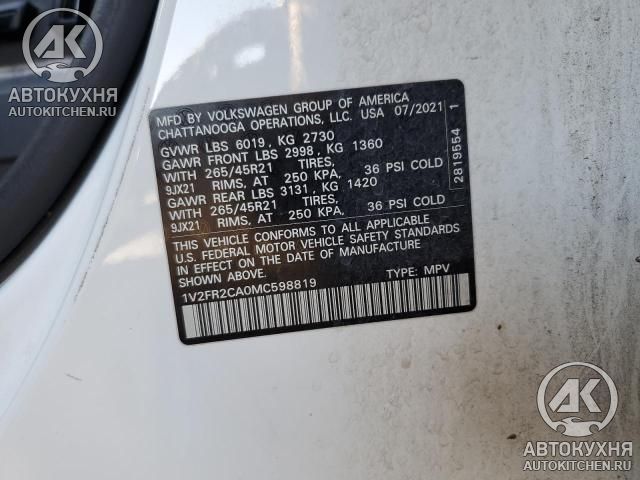 AK
АВТОКУХНЯ
AUTOKITCHEN.RU
MFD BY VOLKSWAGEN GROUP OF AMERICA
CHATTANOOGA OPERATIONS, LLC. USA 07/2021
GVWR LBS 6019, KG 2730
GAWR FRONT LBS 2998, KG 1360
WITH 265/45R21 TIRES,
9JX21 RIMS, AT 250 KPA, 36 PSI COLD
GAWR REAR LBS 3131, KG 1420
WITH 265/45R21 TIRES,
9JX21 RIMS, AT 250 KPA, 36 PSI COLD
THIS VEHICLE CONFORMS TO ALL APPLICABLE
U.S. FEDERAL MOTOR VEHICLE SAFETY STANDARDS
IN EFFECT ON THE DATE OF MANUFACTURE
SHOWN ABOVE.
1V2FR2CA0MC598819 TYPE: MPV
2819554 1
AK
АВТОКУХНЯ
AUTOKITCHEN.RU